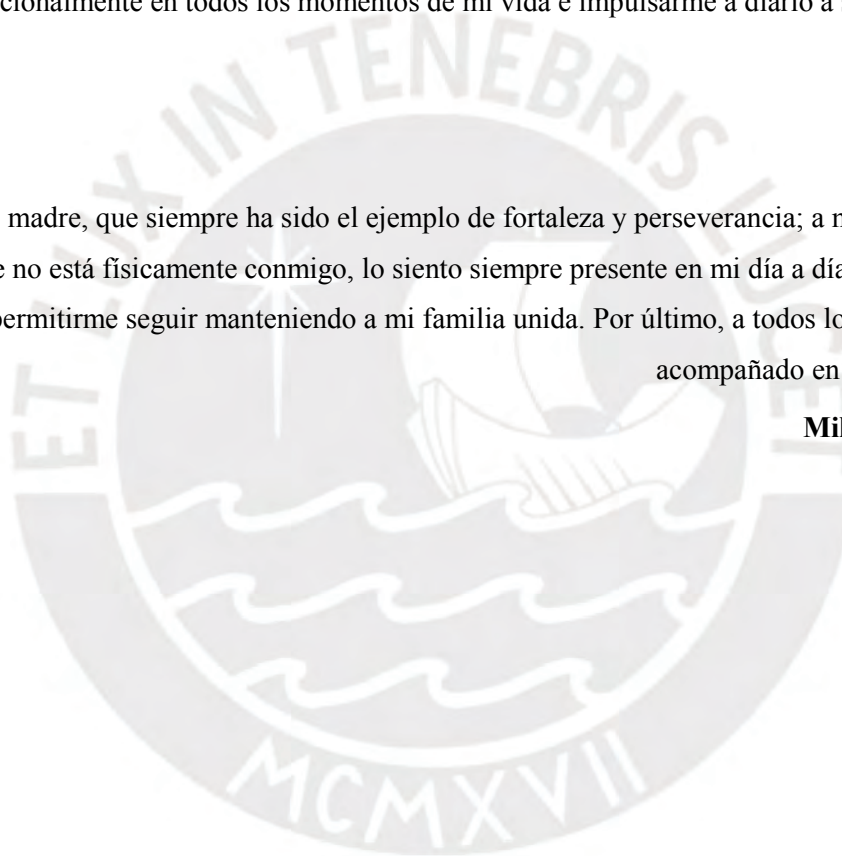 cionalmente en todos los momentos de mi vida e impulsarme a diario a
madre, que siempre ha sido el ejemplo de fortaleza y perseverancia; a
no está físicamente conmigo, lo siento siempre presente en mi día a día
permitirme seguir manteniendo a mi familia unida. Por último, a todos
acompañado en
ET LUX IN TENEBRIS LUCET
MCMXVII